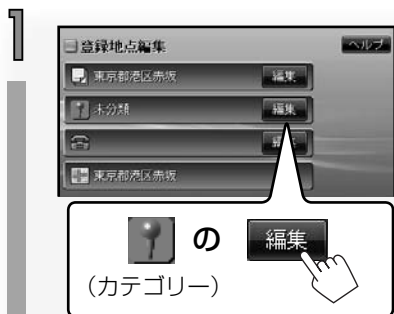 1
登録地点編集 ヘルプ
東京都港区赤坂 編集
未分類 編集
東京都港区赤坂
の 編集
(カテゴリー)